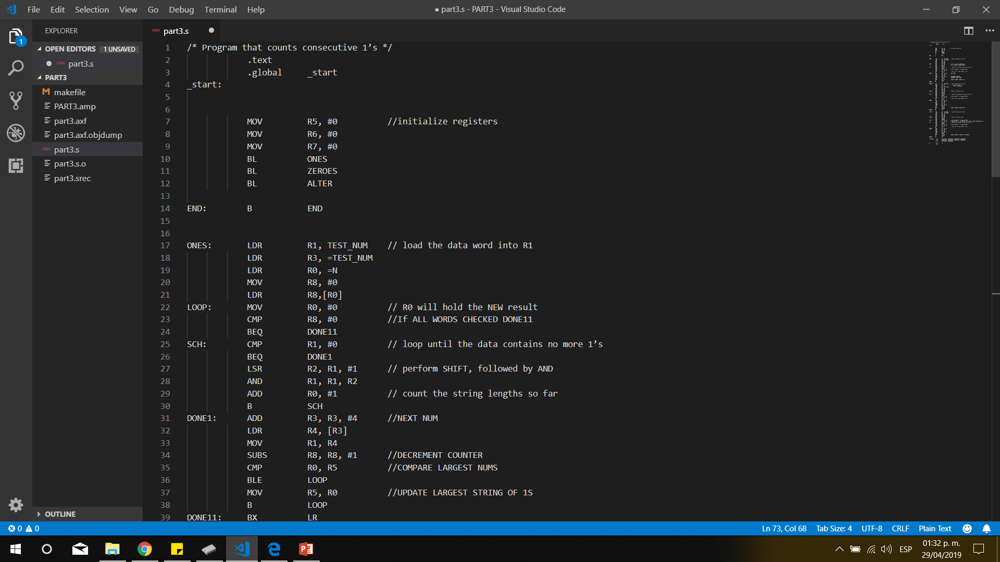 File Edit Selection View Go Debug Terminal Help
● part3.s - PART3 - Visual Studio Code
EXPLORER
OPEN EDITORS 1 UNSAVED
ASM part3.s
PART3
M makefile
PART3.amp
part3.axf
part3.axf.objdump
ASM part3.s
part3.s.o
part3.srec
OUTLINE
1
ASM part3.s
1 /* Program that counts consecutive 1’s */
2 .text
3 .global _start
4 _start:
5
6
7 MOV R5, #0 //initialize registers
8 MOV R6, #0
9 MOV R7, #0
10 BL ONES
11 BL ZEROES
12 BL ALTER
13
14 END: B END
15
16
17 ONES: LDR R1, TEST_NUM // load the data word into R1
18 LDR R3, =TEST_NUM
19 LDR R0, =N
20 MOV R8, #0
21 LDR R8,[R0]
22 LOOP: MOV R0, #0 // R0 will hold the NEW result
23 CMP R8, #0 //If ALL WORDS CHECKED DONE11
24 BEQ DONE11
25 SCH: CMP R1, #0 // loop until the data contains no more 1’s
26 BEQ DONE1
27 LSR R2, R1, #1 // perform SHIFT, followed by AND
28 AND R1, R1, R2
29 ADD R0, #1 // count the string lengths so far
30 B SCH
31 DONE1: ADD R3, R3, #4 //NEXT NUM
32 LDR R4, [R3]
33 MOV R1, R4
34 SUBS R8, R8, #1 //DECREMENT COUNTER
35 CMP R0, R5 //COMPARE LARGEST NUMS
36 BLE LOOP
37 MOV R5, R0 //UPDATE LARGEST STRING OF 1S
38 B LOOP
39 DONE11: BX LR
0 0
Ln 73, Col 68 Tab Size: 4 UTF-8 CRLF Plain Text
ESP
01:32 p. m.
29/04/2019